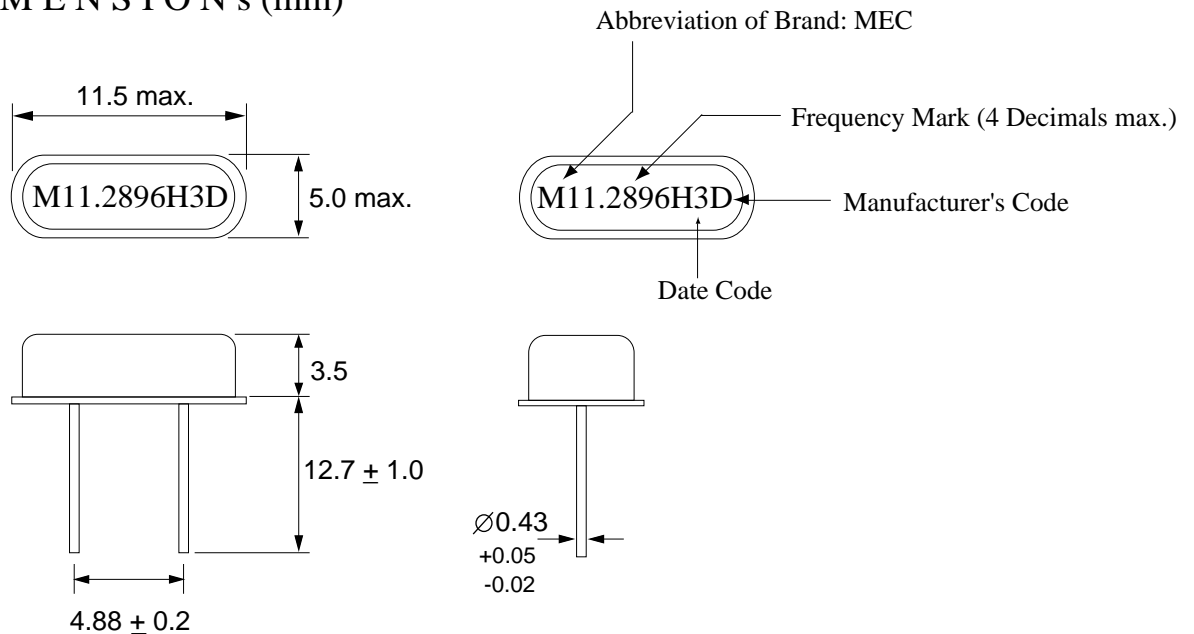 M E N S I O N 's (mm)
Abbreviation of Brand: MEC
11.5 max.
Frequency Mark (4 Decimals max.)
M11.2896H3D
5.0 max.
M11.2896H3D
Manufacturer's Code
Date Code
3.5
12.7 ± 1.0
∅0.43
+0.05
-0.02
4.88 ± 0.2